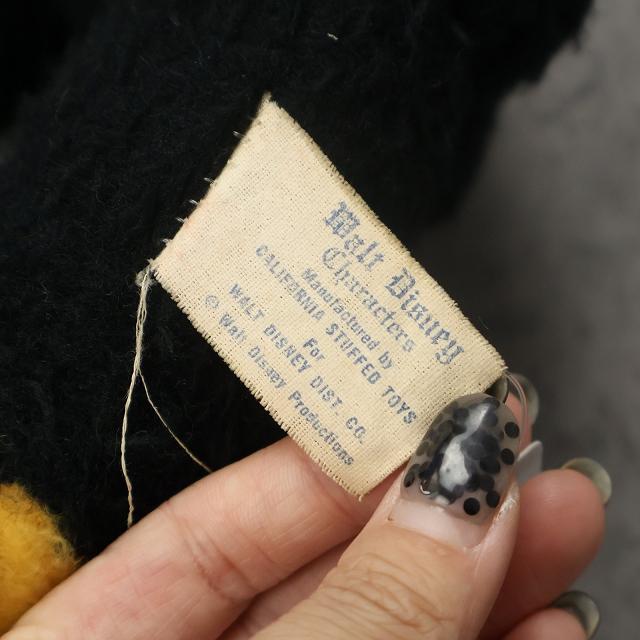 Walt Disney
Characters
Manufactured by
CALIFORNIA STUFFED TOYS
For
WALT DISNEY DIST. CO.
© Walt Disney Productions